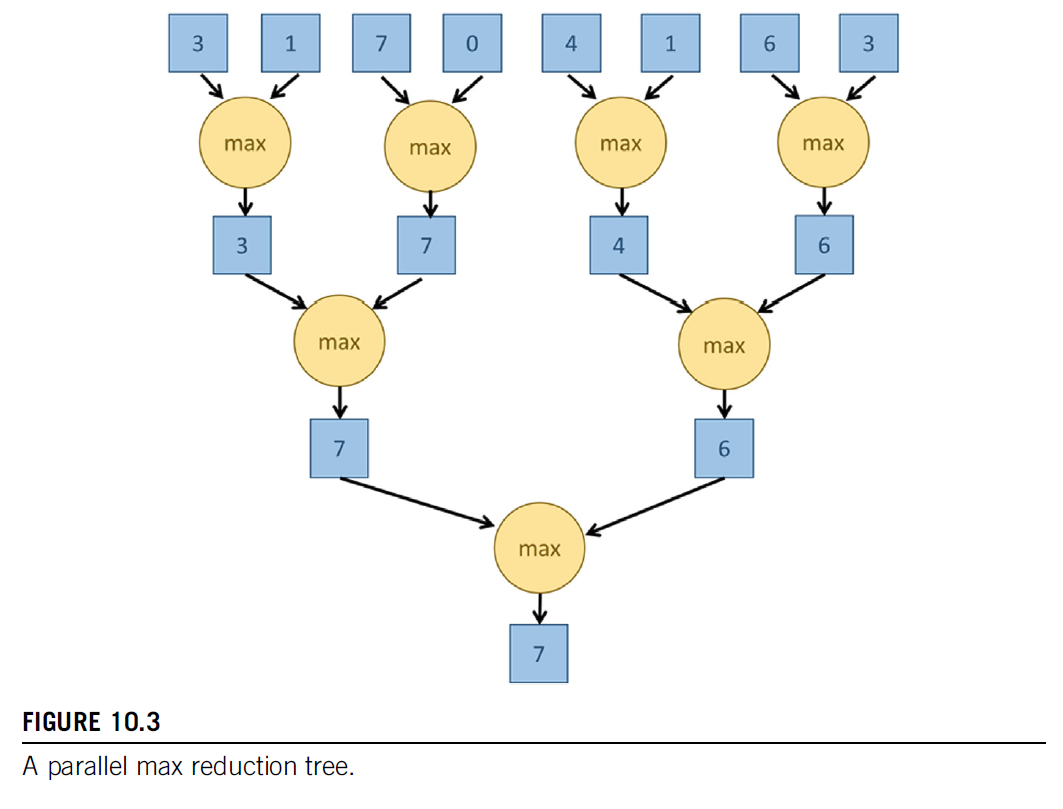 3 1 7 0 4 1 6 3
max max max max
3 7 4 6
max max
7 6
max
7
FIGURE 10.3
A parallel max reduction tree.